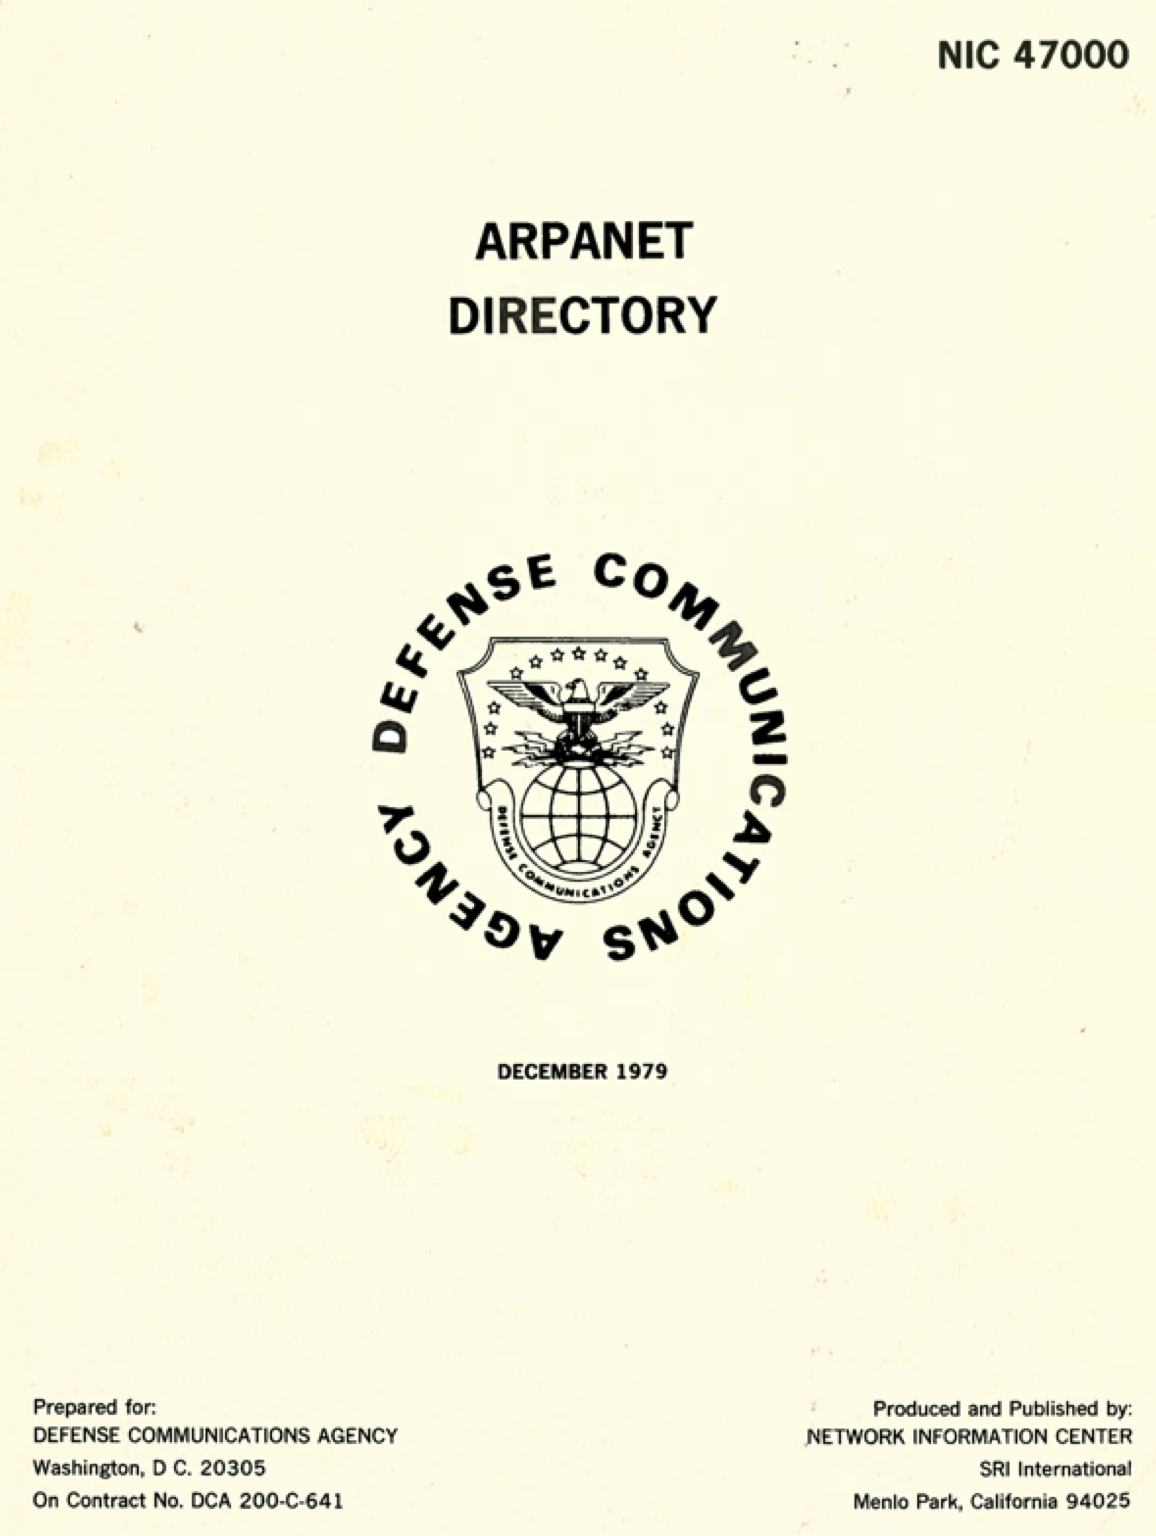 NIC 47000
ARPANET
DIRECTORY
DEFENSE COMMUNICATIONS AGENCY
DEFENSE COMMUNICATIONS AGENCY
DECEMBER 1979
Prepared for:
DEFENSE COMMUNICATIONS AGENCY
Washington, D C. 20305
On Contract No. DCA 200-C-641
Produced and Published by:
NETWORK INFORMATION CENTER
SRI International
Menlo Park, California 94025